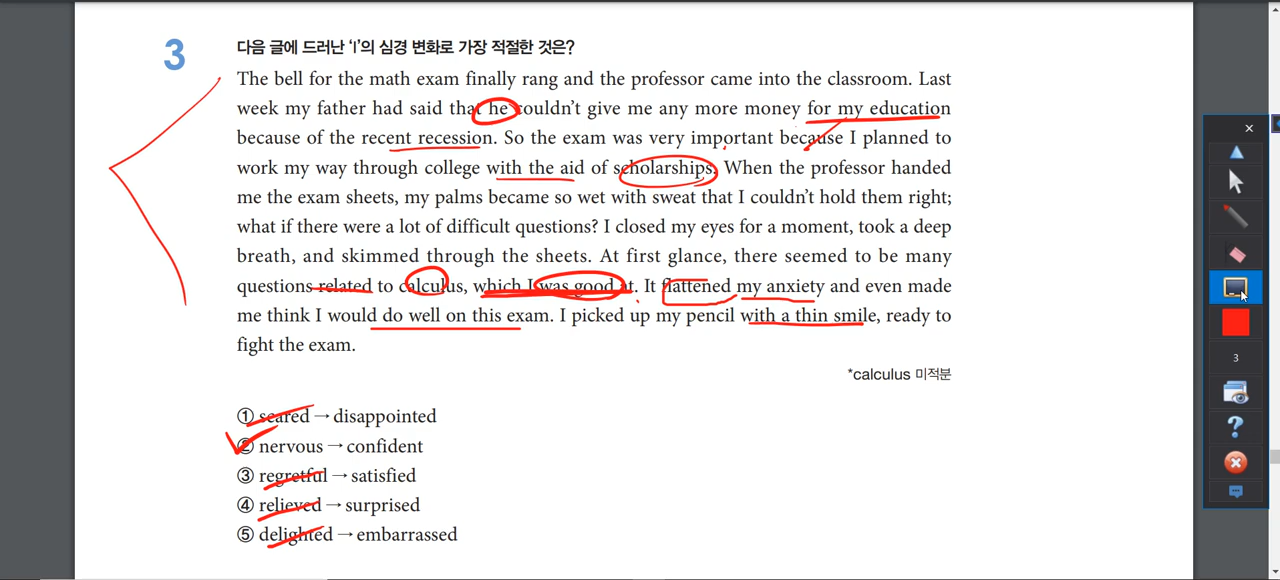 3
다음 글에 드러난 'I'의 심경 변화로 가장 적절한 것은?
The bell for the math exam finally rang and the professor came into the classroom. Last
week my father had said that he couldn't give me any more money for my education
because of the recent recession. So the exam was very important because I planned to
work my way through college with the aid of scholarships. When the professor handed
me the exam sheets, my palms became so wet with sweat that I couldn't hold them right;
what if there were a lot of difficult questions? I closed my eyes for a moment, took a deep
breath, and skimmed through the sheets. At first glance, there seemed to be many
questions related to calculus, which I was good at. It flattened my anxiety and even made
me think I would do well on this exam. I picked up my pencil with a thin smile, ready to
fight the exam.
*calculus 미적분
① scared → disappointed
② nervous → confident
③ regretful → satisfied
④ relieved → surprised
⑤ delighted → embarrassed
3